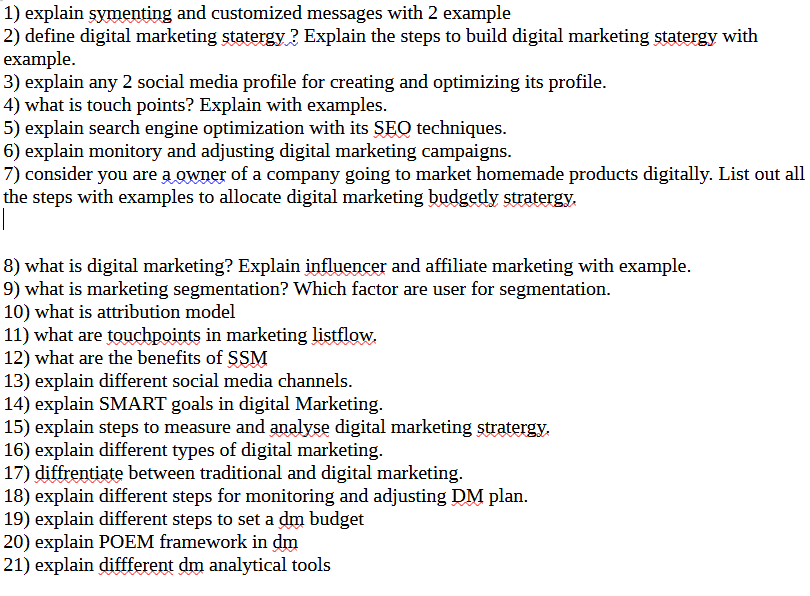 1) explain symenting and customized messages with 2 example
2) define digital marketing statergy ? Explain the steps to build digital marketing statergy with
example.
3) explain any 2 social media profile for creating and optimizing its profile.
4) what is touch points? Explain with examples.
5) explain search engine optimization with its SEO techniques.
6) explain monitory and adjusting digital marketing campaigns.
7) consider you are a owner of a company going to market homemade products digitally. List out all
the steps with examples to allocate digital marketing budgetly stratergy.
8) what is digital marketing? Explain influencer and affiliate marketing with example.
9) what is marketing segmentation? Which factor are user for segmentation.
10) what is attribution model
11) what are touchpoints in marketing listflow.
12) what are the benefits of SSM
13) explain different social media channels.
14) explain SMART goals in digital Marketing.
15) explain steps to measure and analyse digital marketing stratergy.
16) explain different types of digital marketing.
17) diffrentiate between traditional and digital marketing.
18) explain different steps for monitoring and adjusting DM plan.
19) explain different steps to set a dm budget
20) explain POEM framework in dm
21) explain diffferent dm analytical tools